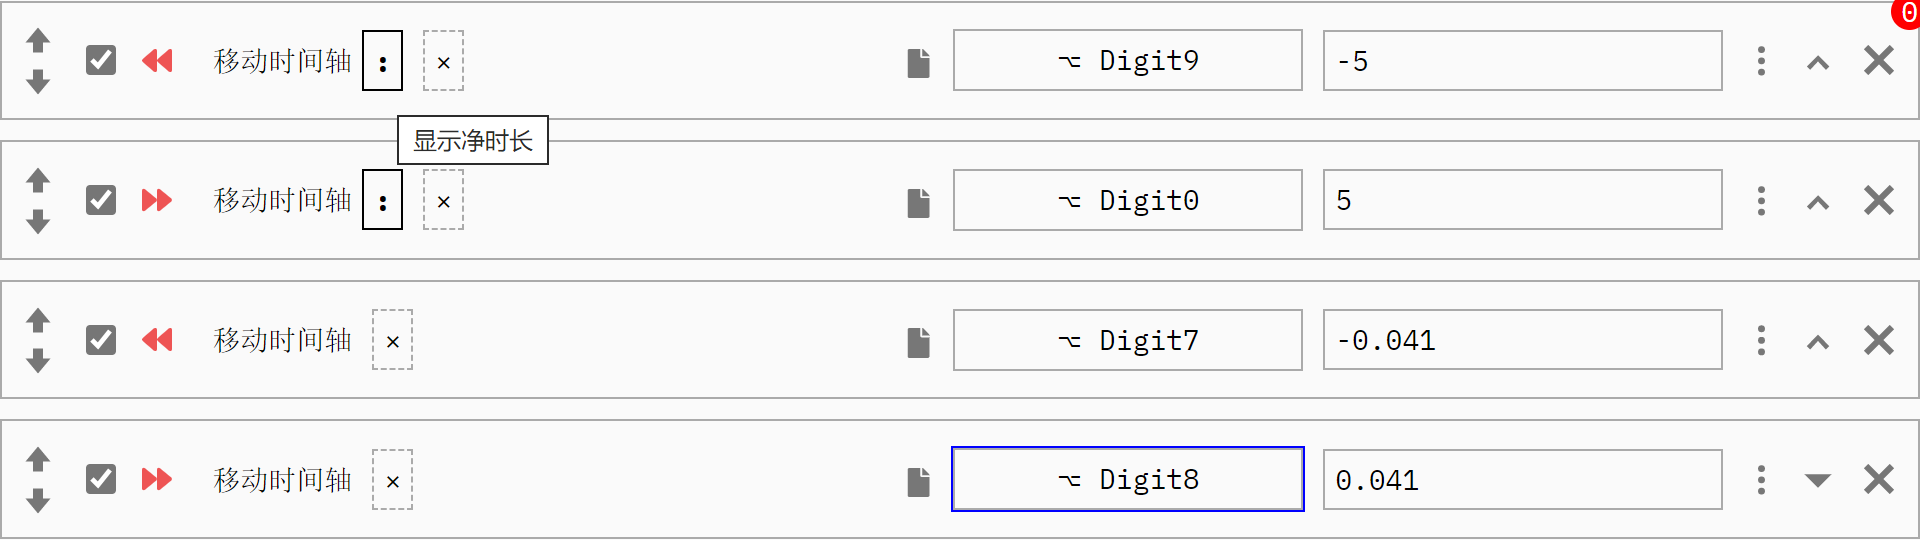 0
移动时间轴 : × ⌥ Digit9 -5
显示净时长
移动时间轴 : × ⌥ Digit0 5
移动时间轴 × ⌥ Digit7 -0.041
移动时间轴 × ⌥ Digit8 0.041